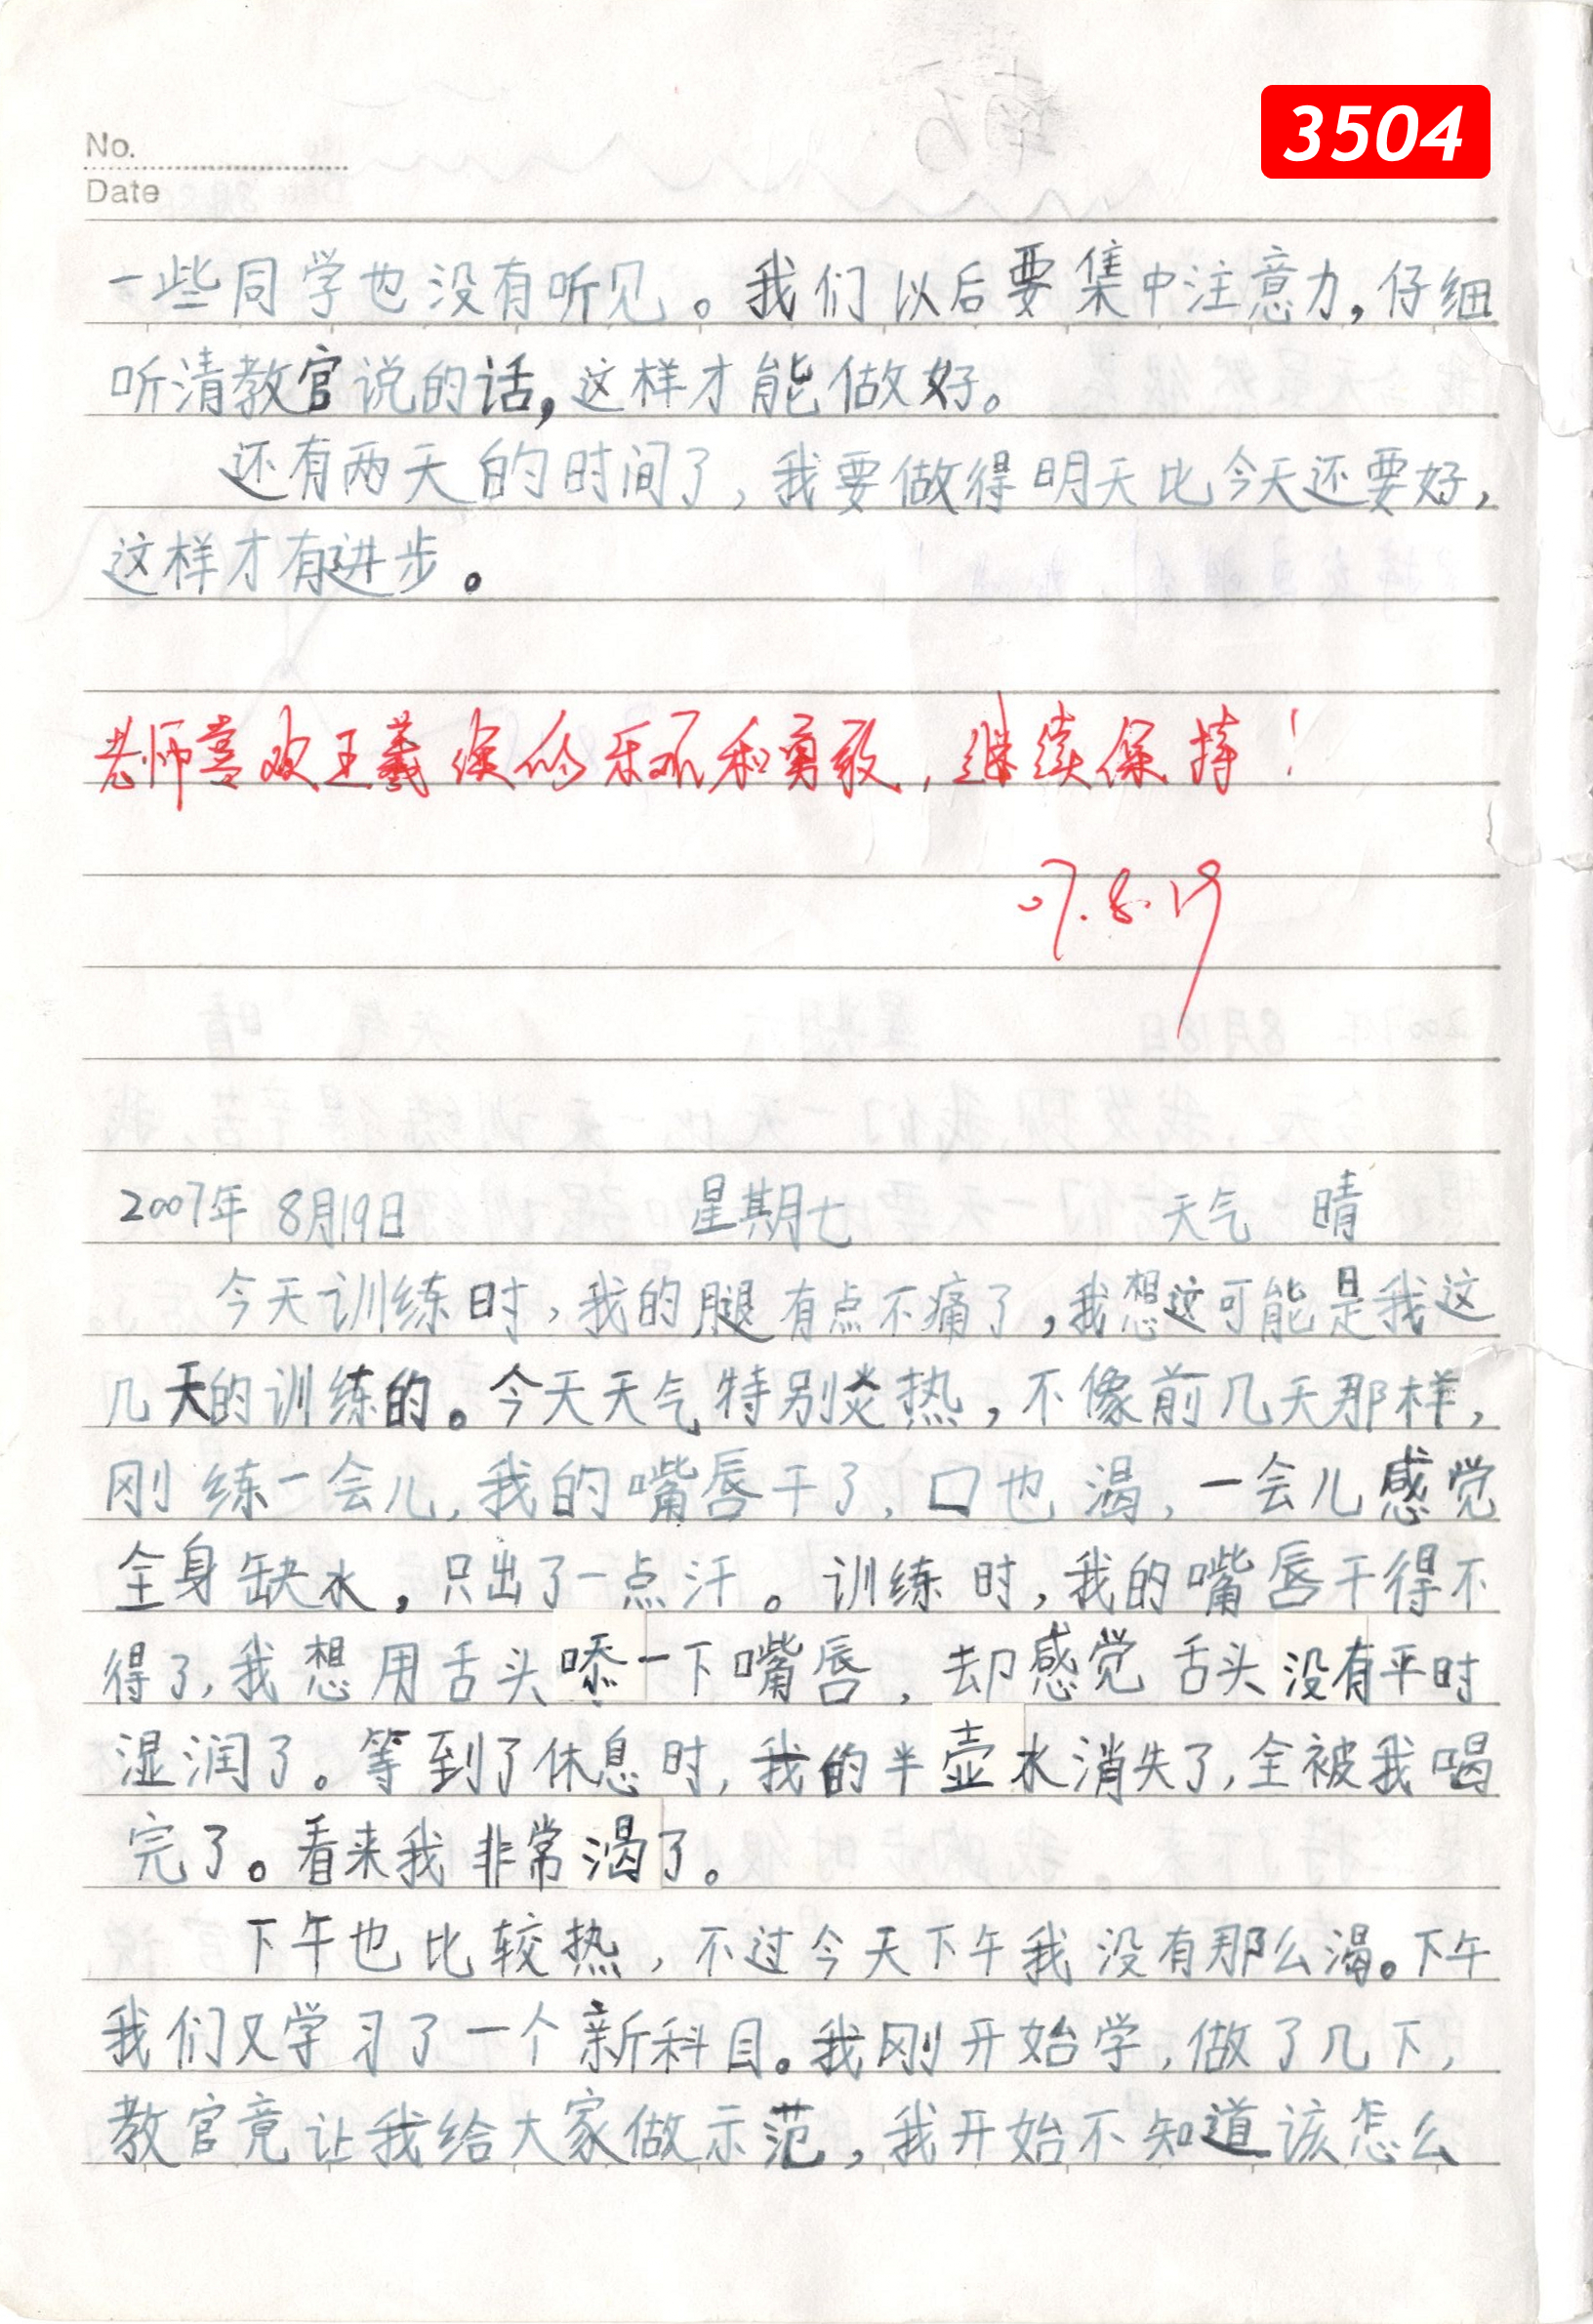 3504
No.
Date
一些同学也没有听见。我们以后要集中注意力,仔细
听清教官说的话,这样才能做好。
还有两天的时间了,我要做得明天比今天还要好,
这样才有进步。
老师喜欢王羲 的乐观和勇敢,继续保持!
07.8.19
2007年 8月19日 星期七 天气 晴
今天训练时,我的腿有点不痛了,我想这可能是我这
几天的训练的。今天天气特别炎热,不像前几天那样,
刚练一会儿,我的嘴唇干了,口也渴,一会儿感觉
全身缺水,只出了一点汗。训练时,我的嘴唇干得不
得了,我想用舌头嗦一下嘴唇,却感觉舌头没有平时
湿润了。等到了休息时,我的半壶水消失了,全被我喝
完了。看来我非常渴了。
下午也比较热,不过今天下午我没有那么渴。下午
我们又学习了一个新科目。我刚开始学,做了几下,
教官竟让我给大家做示范,我开始不知道该怎么